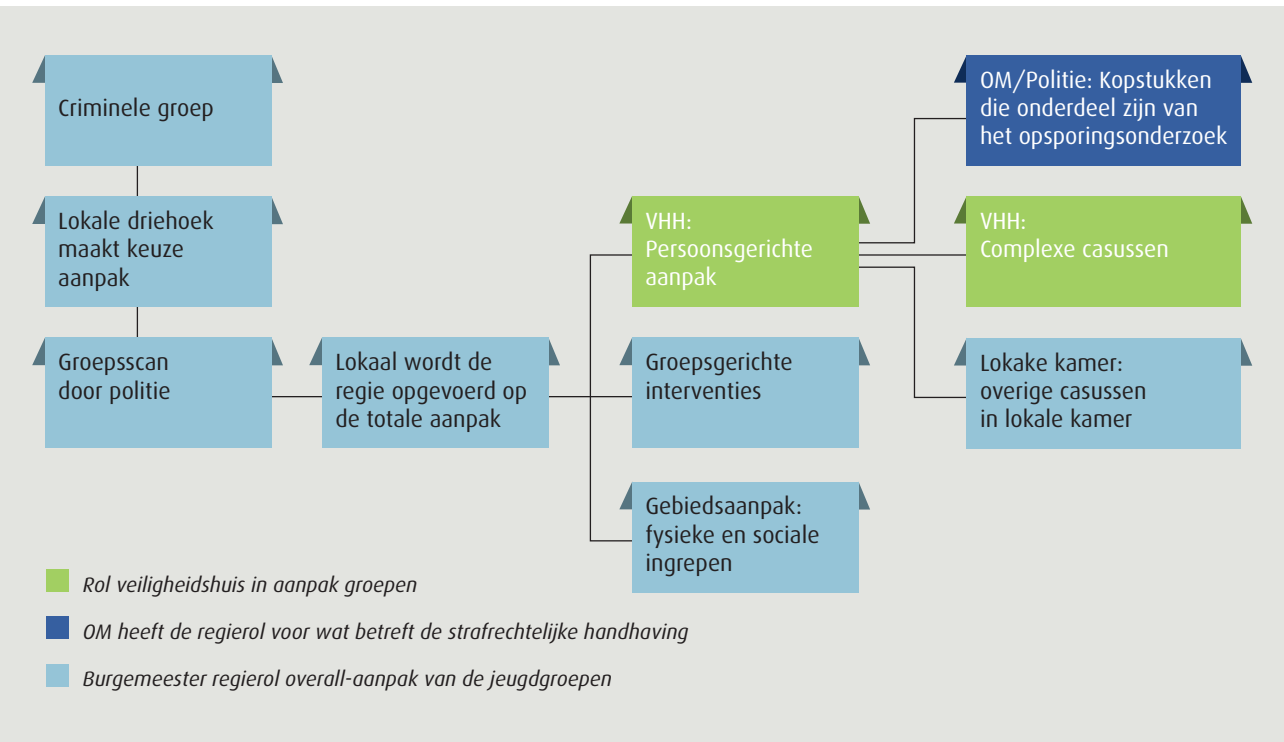 Criminele groep
Lokale driehoek
maakt keuze
aanpak
Groepsscan
door politie
Lokaal wordt de
regie opgevoerd op
de totale aanpak
VHH:
Persoonsgerichte
aanpak
Groepsgerichte
interventies
Gebiedsaanpak:
fysieke en sociale
ingrepen
OM/Politie: Kopstukken
die onderdeel zijn van
het opsporingsonderzoek
VHH:
Complexe casussen
Lokake kamer:
overige casussen
in lokale kamer
Rol veiligheidshuis in aanpak groepen
OM heeft de regierol voor wat betreft de strafrechtelijke handhaving
Burgemeester regierol overall-aanpak van de jeugdgroepen